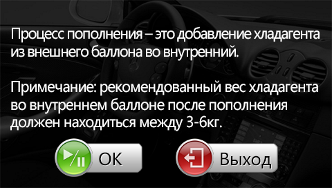 Процесс пополнения – это добавление хладагента
из внешнего баллона во внутренний.
Примечание: рекомендованный вес хладагента
во внутреннем баллоне после пополнения
должен находиться между 3-6кг.
OK
Выход